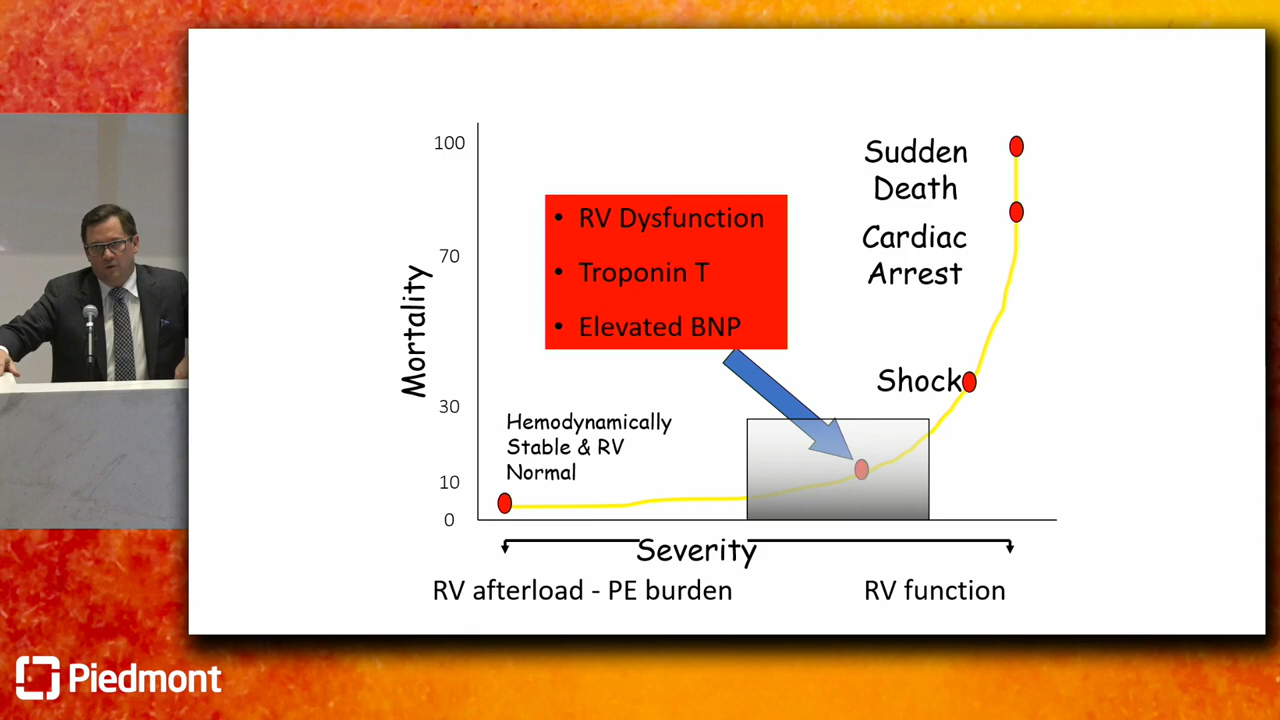 100
70
30
10
0
Mortality
• RV Dysfunction
• Troponin T
• Elevated BNP
Sudden
Death
Cardiac
Arrest
Shock
Hemodynamically
Stable & RV
Normal
Severity
RV afterload - PE burden
RV function
Piedmont